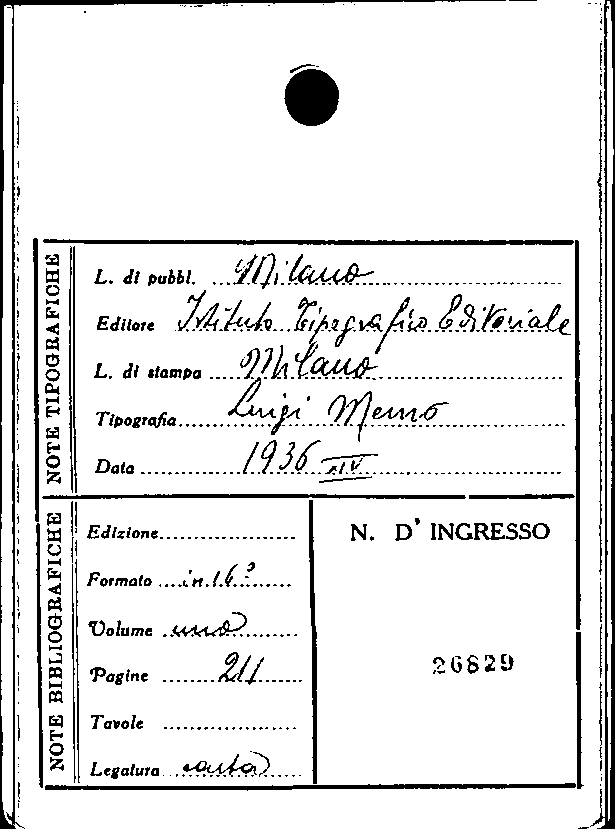 NOTE TIPOGRAFICHE
L. di pubbl. Milano
Editore Istituto Tipografico Editoriale
L. di stampa Milano
Tipografia Luigi Memo
Data 1936 XIV
NOTE BIBLIOGRAFICHE
Edizione
Formato in 16°
Volume uno
Pagine 211
Tavole
Legatura carta
N. D' INGRESSO
26829